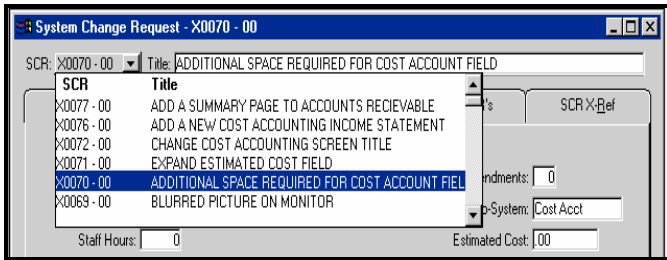 System Change Request - X0070 - 00
SCR: X0070 - 00 Title: ADDITIONAL SPACE REQUIRED FOR COST ACCOUNT FIELD
SCR Title
X0077 - 00 ADD A SUMMARY PAGE TO ACCOUNTS RECIEVABLE
X0076 - 00 ADD A NEW COST ACCOUNTING INCOME STATEMENT
X0072 - 00 CHANGE COST ACCOUNTING SCREEN TITLE
X0071 - 00 EXPAND ESTIMATED COST FIELD
X0070 - 00 ADDITIONAL SPACE REQUIRED FOR COST ACCOUNT FIEL
X0069 - 00 BLURRED PICTURE ON MONITOR
's SCR X-Ref
endments: 0
o-System: Cost Acct
Staff Hours: 0 Estimated Cost: .00